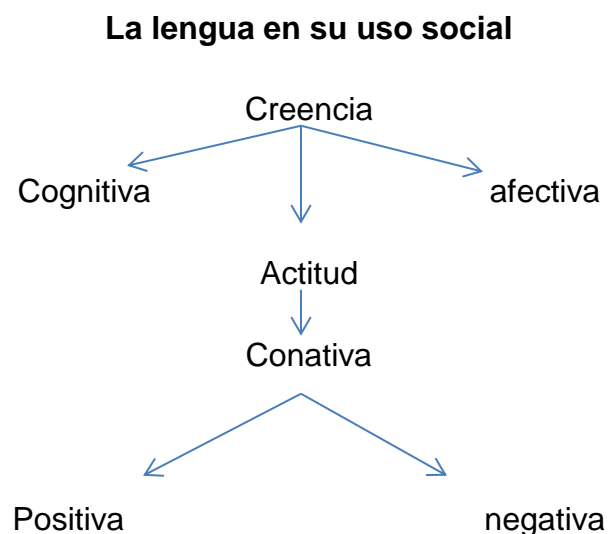 La lengua en su uso social
Creencia
Cognitiva afectiva
Actitud
Conativa
Positiva negativa